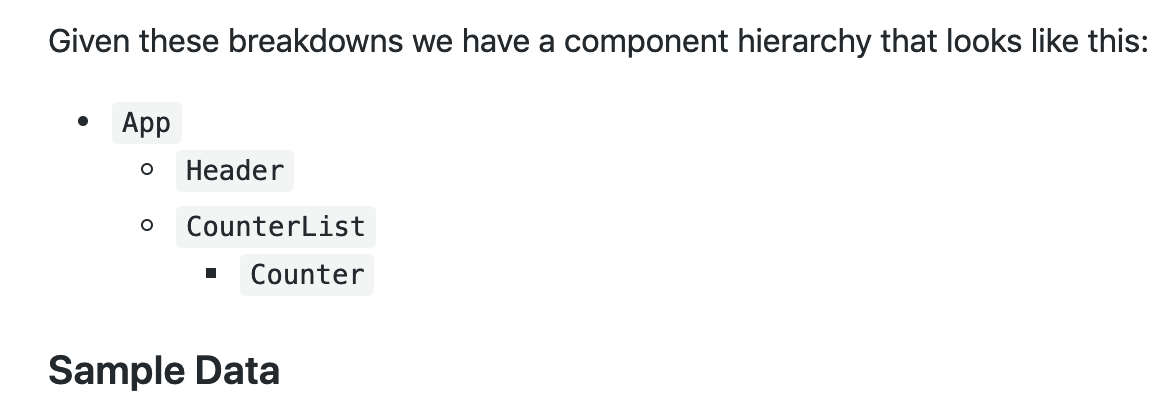 Given these breakdowns we have a component hierarchy that looks like this:
App
Header
CounterList
Counter
Sample Data